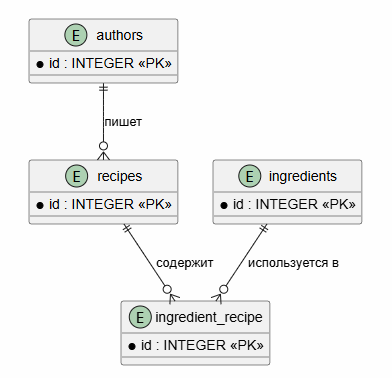 E authors
id : INTEGER «PK»
пишет
E recipes
id : INTEGER «PK»
E ingredients
id : INTEGER «PK»
содержит
используется в
E ingredient_recipe
id : INTEGER «PK»